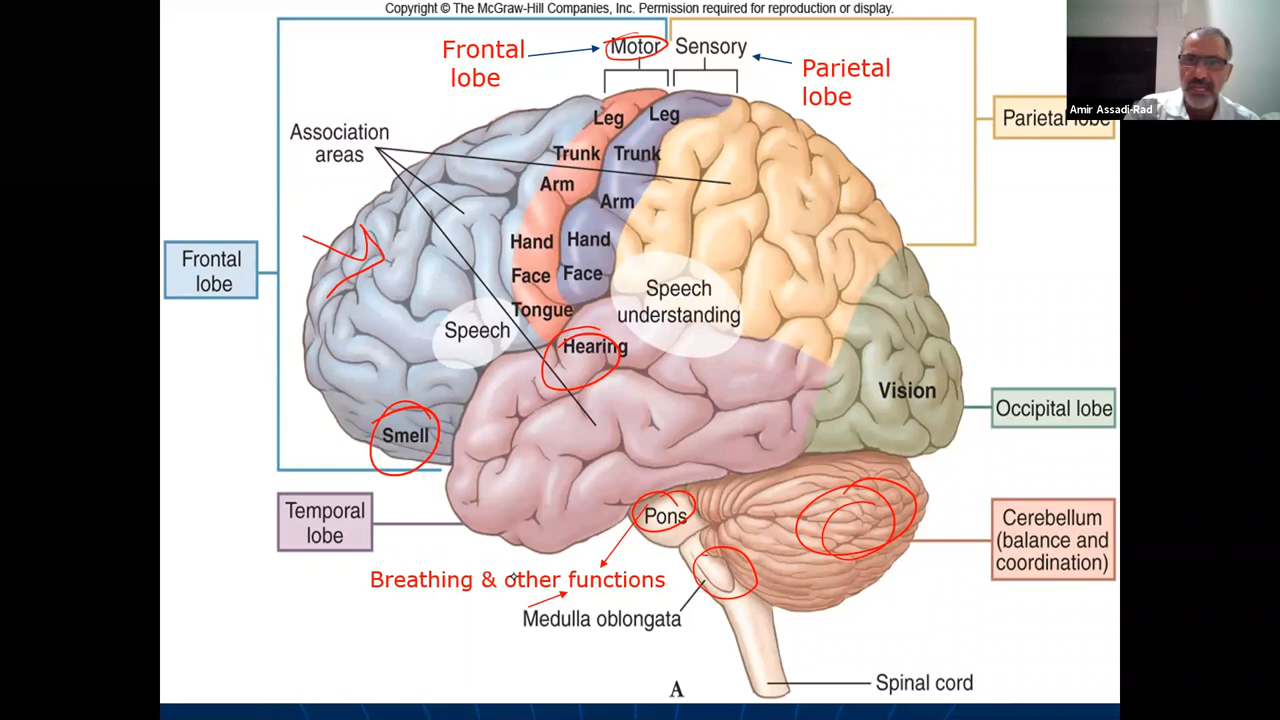 Copyright © The McGraw-Hill Companies, Inc. Permission required for reproduction or display.
Frontal
lobe
Motor
Sensory
Parietal
lobe
Amir Assadi-Rad
Parietal lobe
Association
areas
Leg
Leg
Trunk
Trunk
Arm
Arm
Hand
Hand
Face
Face
Tongue
Frontal
lobe
Speech
understanding
Speech
Hearing
Vision
Occipital lobe
Smell
Temporal
lobe
Pons
Cerebellum
(balance and
coordination)
Breathing & other functions
Medulla oblongata
Spinal cord
A